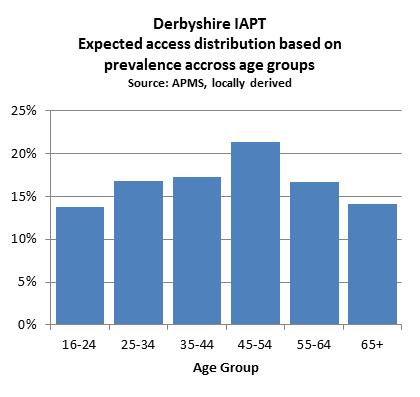 Derbyshire IAPT
Expected access distribution based on
prevalence accross age groups
Source: APMS, locally derived
25%
20%
15%
10%
5%
0%
16-24 25-34 35-44 45-54 55-64 65+
Age Group